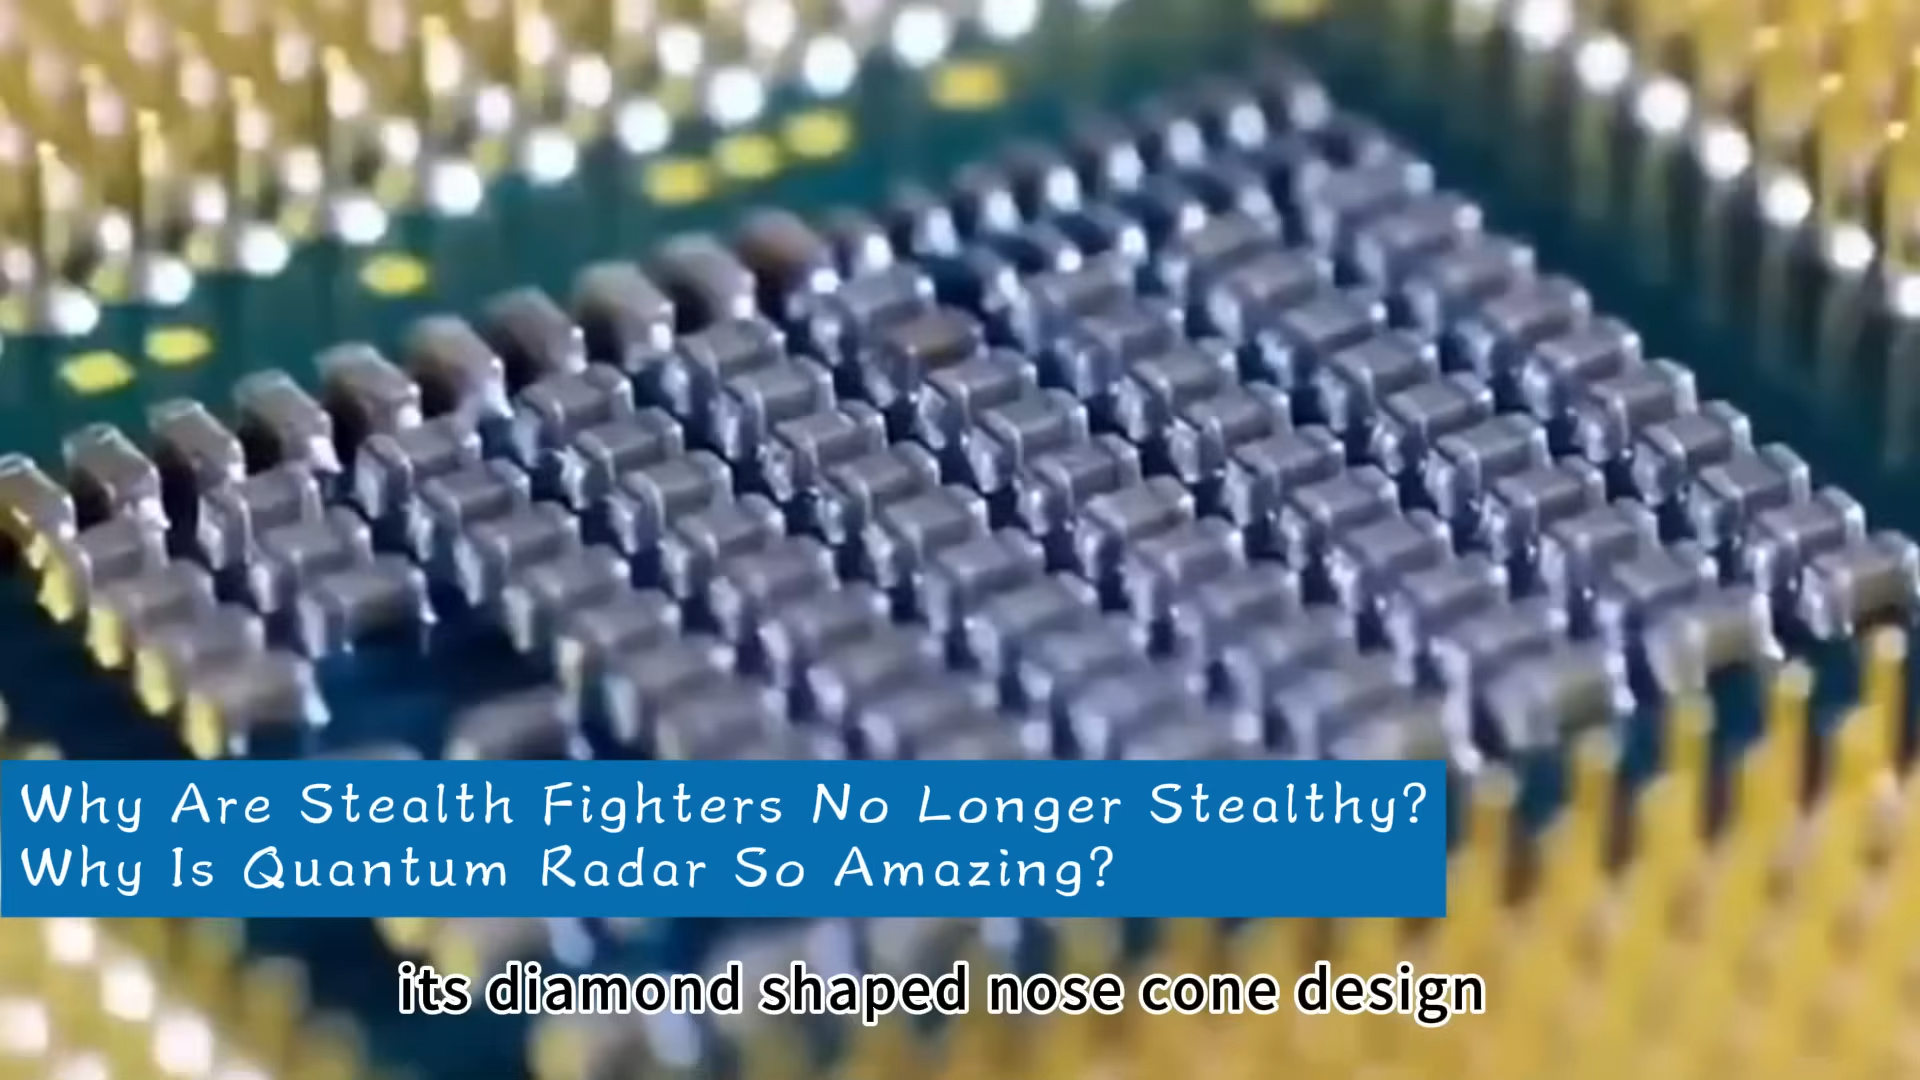 Why Are Stealth Fighters No Longer Stealthy?
Why Is Quantum Radar So Amazing?
its diamond shaped nose cone design